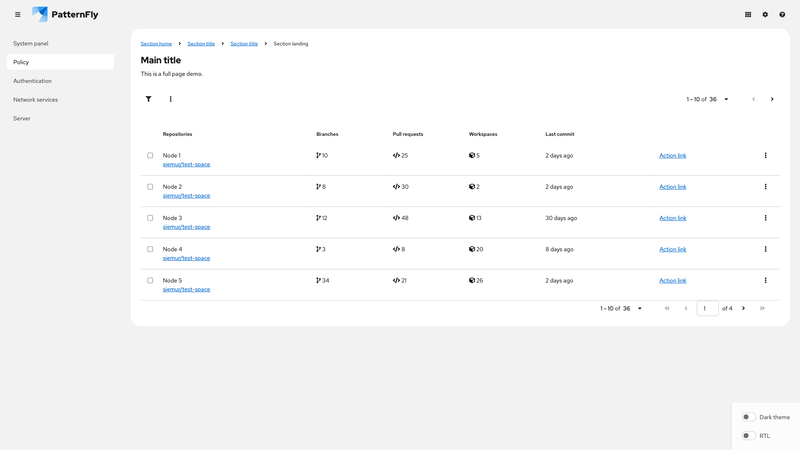 PatternFly
System panel
Policy
Authentication
Network services
Server
Section home Section title Section title Section landing
Main title
This is a full page demo.
1 - 10 of 36
Repositories Branches Pull requests Workspaces Last commit
Node 1 10 25 5 2 days ago Action link
siemur/test-space
Node 2 8 30 2 2 days ago Action link
siemur/test-space
Node 3 12 48 13 30 days ago Action link
siemur/test-space
Node 4 3 8 20 8 days ago Action link
siemur/test-space
Node 5 34 21 26 2 days ago Action link
siemur/test-space
1 - 10 of 36 1 of 4
Dark theme
RTL